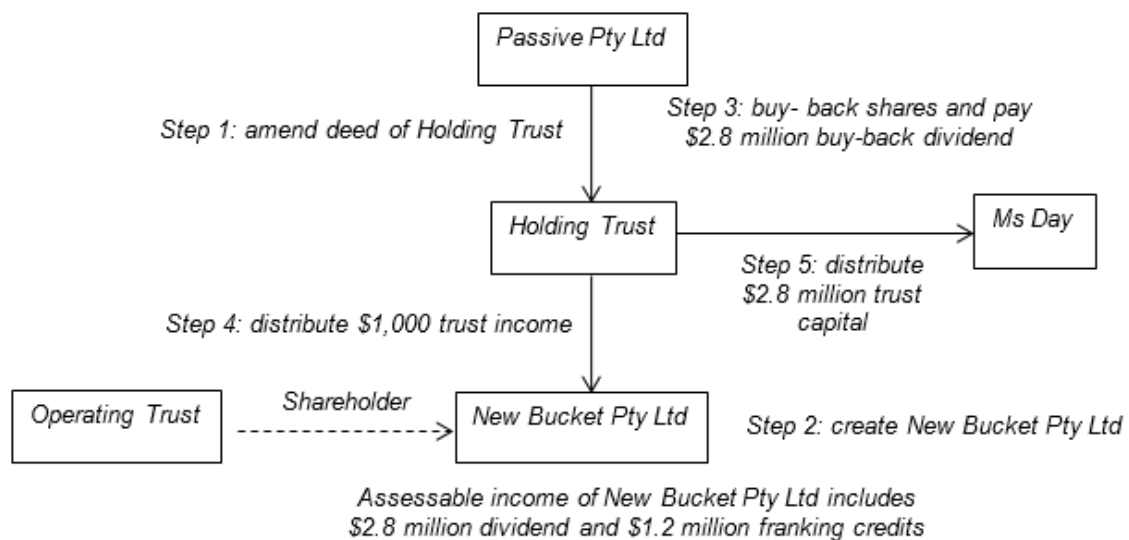 Passive Pty Ltd
Step 1: amend deed of Holding Trust
Step 3: buy- back shares and pay
$2.8 million buy-back dividend
Holding Trust
Ms Day
Step 5: distribute
$2.8 million trust
capital
Step 4: distribute $1,000 trust income
Operating Trust
Shareholder
New Bucket Pty Ltd
Step 2: create New Bucket Pty Ltd
Assessable income of New Bucket Pty Ltd includes
$2.8 million dividend and $1.2 million franking credits